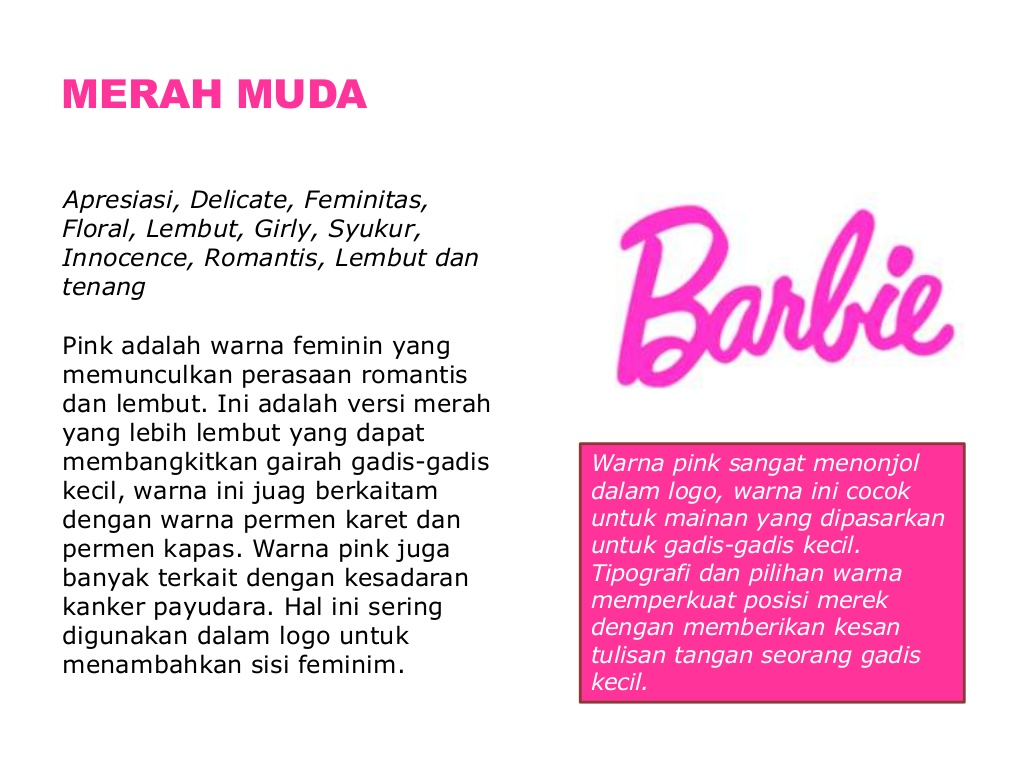 MERAH MUDA
Apresiasi, Delicate, Feminitas,
Floral, Lembut, Girly, Syukur,
Innocence, Romantis, Lembut dan
tenang
Pink adalah warna feminin yang
memunculkan perasaan romantis
dan lembut. Ini adalah versi merah
yang lebih lembut yang dapat
membangkitkan gairah gadis-gadis
kecil, warna ini juag berkaitam
dengan warna permen karet dan
permen kapas. Warna pink juga
banyak terkait dengan kesadaran
kanker payudara. Hal ini sering
digunakan dalam logo untuk
menambahkan sisi feminim.
Barbie
Warna pink sangat menonjol
dalam logo, warna ini cocok
untuk mainan yang dipasarkan
untuk gadis-gadis kecil.
Tipografi dan pilihan warna
memperkuat posisi merek
dengan memberikan kesan
tulisan tangan seorang gadis
kecil.